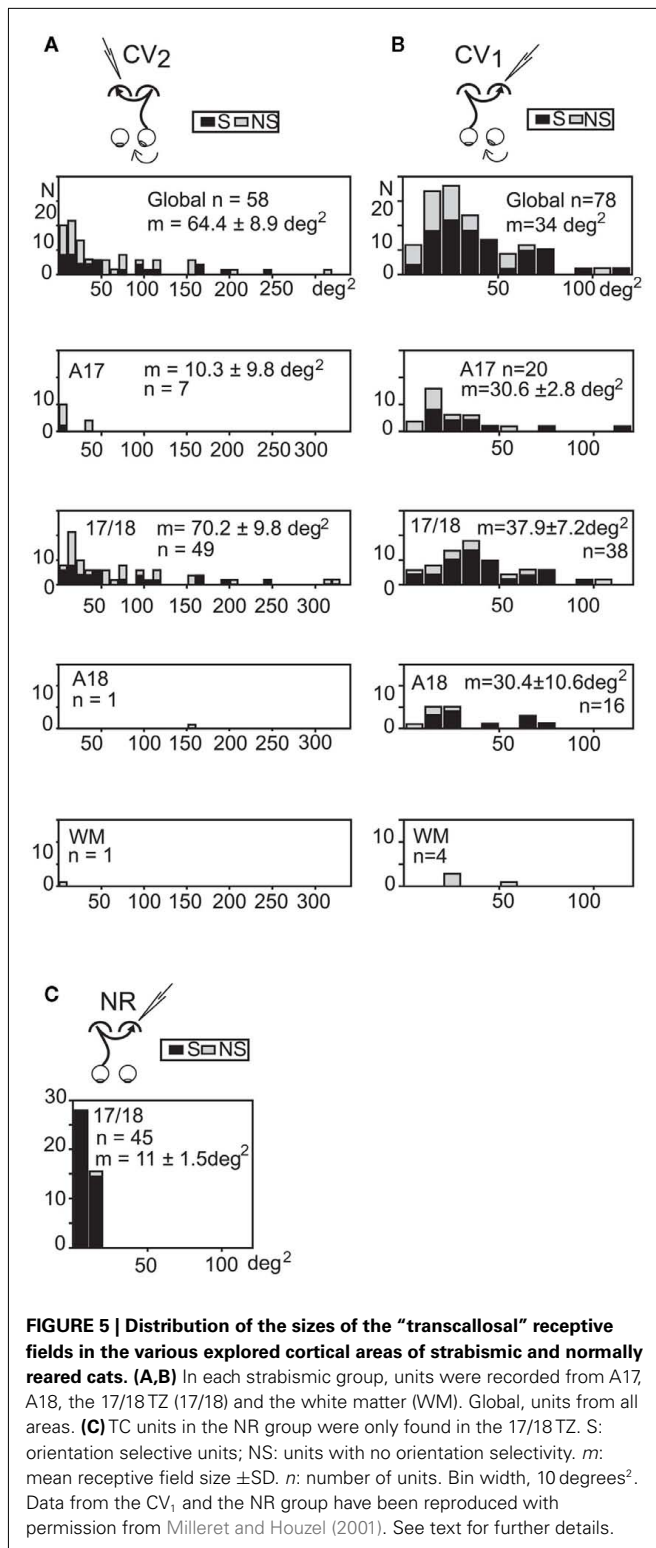 A
CV2
S NS
N
20
10
0
Global n = 58
m = 64.4 ± 8.9 deg2
50 100 150 200 250 deg2
A17
m = 10.3 ± 9.8 deg2
n = 7
10
0
50 100 150 200 250 300
17/18
m= 70.2 ± 9.8 deg2
n = 49
10
0
50 100 150 200 250 300
A18
n = 1
10
0
50 100 150 200 250 300
WM
n = 1
10
0
50 100 150 200 250 300
B
CV1
S NS
N
20
10
0
Global n=78
m=34 deg2
50 100 deg2
A17 n=20
m=30.6 ±2.8 deg2
10
0
50 100
17/18
m=37.9±7.2deg2
n=38
10
0
50 100
A18
m=30.4±10.6deg2
n=16
10
0
50 100
WM
n=4
10
0
50 100
C
NR
S NS
30
20
10
0
17/18
n = 45
m = 11 ± 1.5deg2
50 100 deg2
FIGURE 5 | Distribution of the sizes of the “transcallosal” receptive
fields in the various explored cortical areas of strabismic and normally
reared cats. (A,B) In each strabismic group, units were recorded from A17,
A18, the 17/18 TZ (17/18) and the white matter (WM). Global, units from all
areas. (C) TC units in the NR group were only found in the 17/18 TZ. S:
orientation selective units; NS: units with no orientation selectivity. m:
mean receptive field size ±SD. n: number of units. Bin width, 10 degrees2.
Data from the CV1 and the NR group have been reproduced with
permission from Milleret and Houzel (2001). See text for further details.